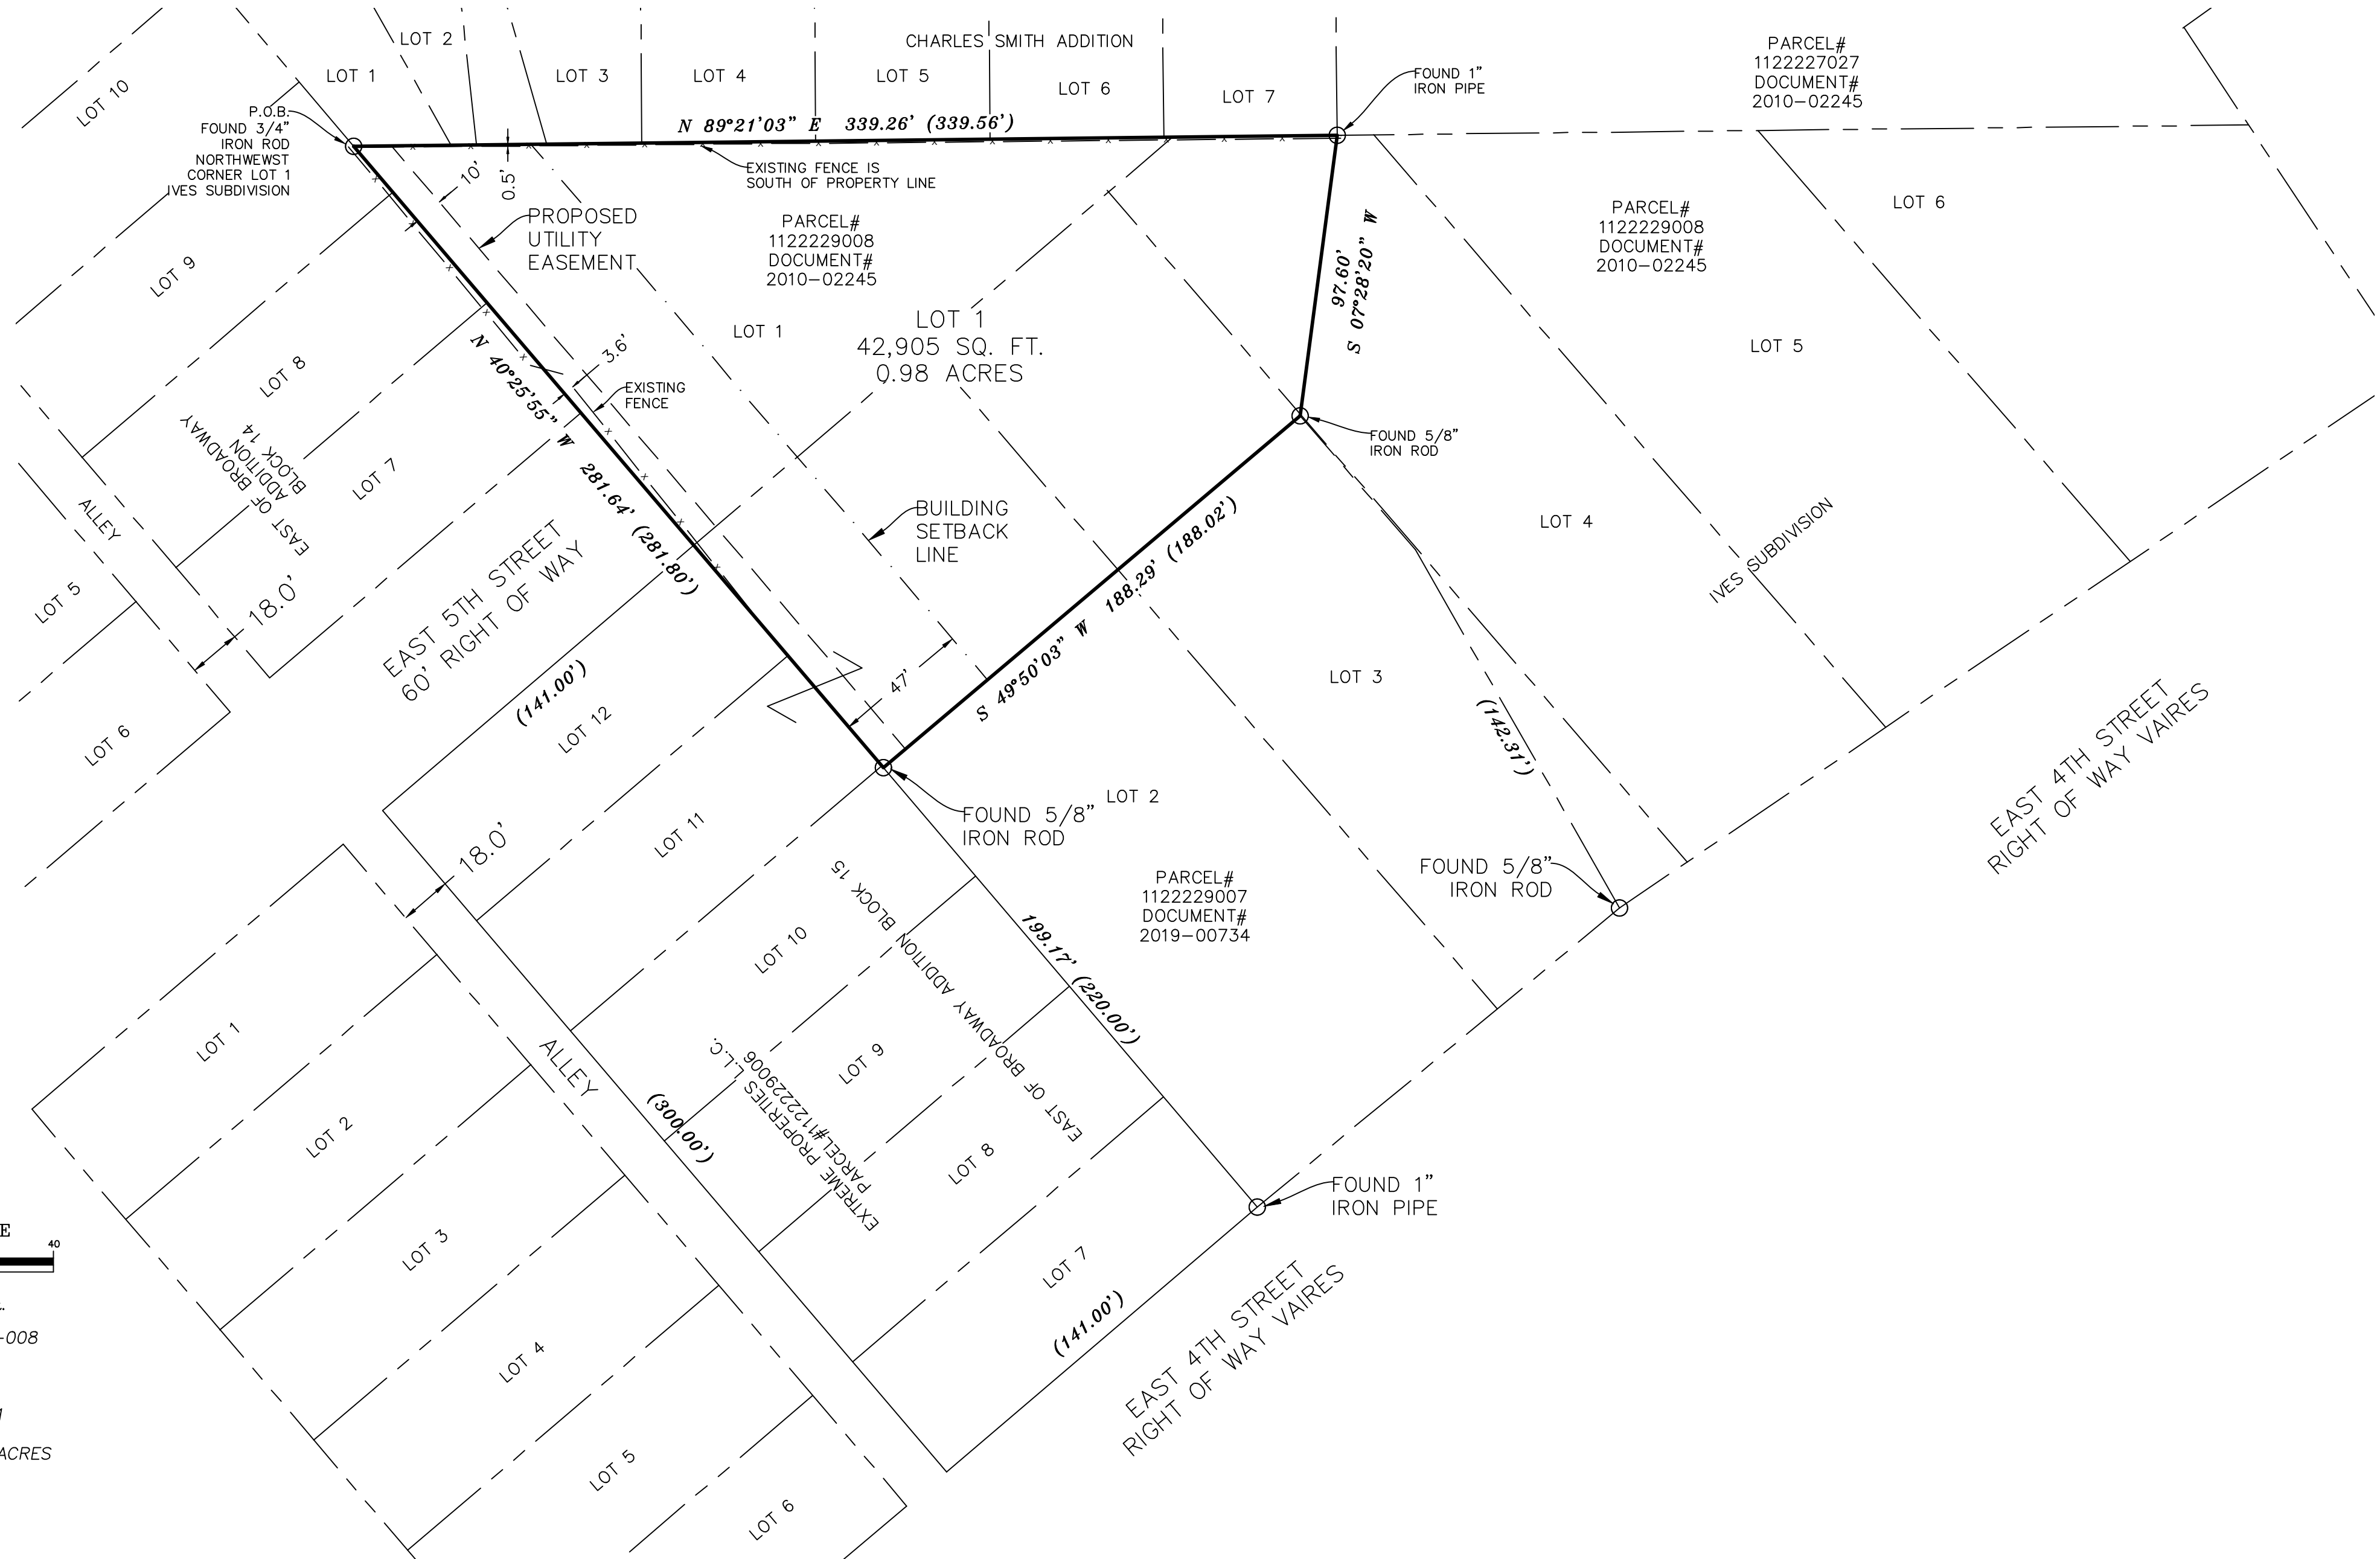 LOT 2
CHARLES SMITH ADDITION
PARCEL#
1122227027
DOCUMENT#
2010-02245
LOT 10
LOT 1
LOT 3
LOT 4
LOT 5
LOT 6
LOT 7
FOUND 1"
IRON PIPE
P.O.B.
FOUND 3/4"
IRON ROD
NORTHWEWST
CORNER LOT 1
IVES SUBDIVISION
N 89°21'03" E 339.26' (339.56')
10'
0.5'
EXISTING FENCE IS
SOUTH OF PROPERTY LINE
PROPOSED
UTILITY
EASEMENT
PARCEL#
1122229008
DOCUMENT#
2010-02245
97.60'
S 07°28'20" W
PARCEL#
1122229008
DOCUMENT#
2010-02245
LOT 6
LOT 9
LOT 1
LOT 1
42,905 SQ. FT.
0.98 ACRES
LOT 5
LOT 8
3.6'
EXISTING
FENCE
N 40°25'55" W 281.64' (281.80')
EAST OF BROADWAY
ADDITION
BLOCK 14
LOT 7
FOUND 5/8"
IRON ROD
ALLEY
BUILDING
SETBACK
LINE
LOT 4
IVES SUBDIVISION
LOT 5
18.0'
EAST 5TH STREET
60' RIGHT OF WAY
S 49°50'03" W 188.29' (188.02')
47'
LOT 3
(142.31')
LOT 6
(141.00')
LOT 12
EAST 4TH STREET
RIGHT OF WAY VAIRES
FOUND 5/8"
IRON ROD
LOT 2
18.0'
LOT 11
FOUND 5/8"
IRON ROD
PARCEL#
1122229007
DOCUMENT#
2019-00734
EAST OF BROADWAY ADDITION BLOCK 15
LOT 10
199.17' (220.00')
LOT 1
ALLEY
LOT 9
EXTREME PROPERTIES L.L.C.
PARCEL#1122229006
(300.00')
LOT 2
LOT 8
FOUND 1"
IRON PIPE
E
40
LOT 3
LOT 7
-008
LOT 4
(141.00')
EAST 4TH STREET
RIGHT OF WAY VAIRES
ACRES
LOT 5
LOT 6